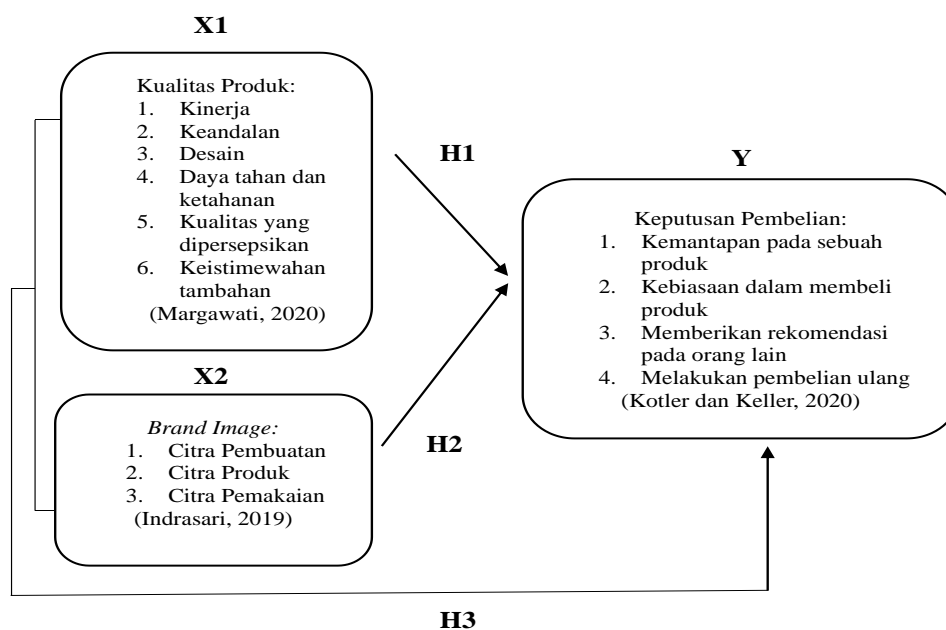 X1
Kualitas Produk:
1. Kinerja
2. Keandalan
3. Desain
4. Daya tahan dan
ketahanan
5. Kualitas yang
dipersepsikan
6. Keistimewahan
tambahan
(Margawati, 2020)
H1
Y
Keputusan Pembelian:
1. Kemantapan pada sebuah
produk
2. Kebiasaan dalam membeli
produk
3. Memberikan rekomendasi
pada orang lain
4. Melakukan pembelian ulang
(Kotler dan Keller, 2020)
X2
Brand Image:
1. Citra Pembuatan
2. Citra Produk
3. Citra Pemakaian
(Indrasari, 2019)
H2
H3